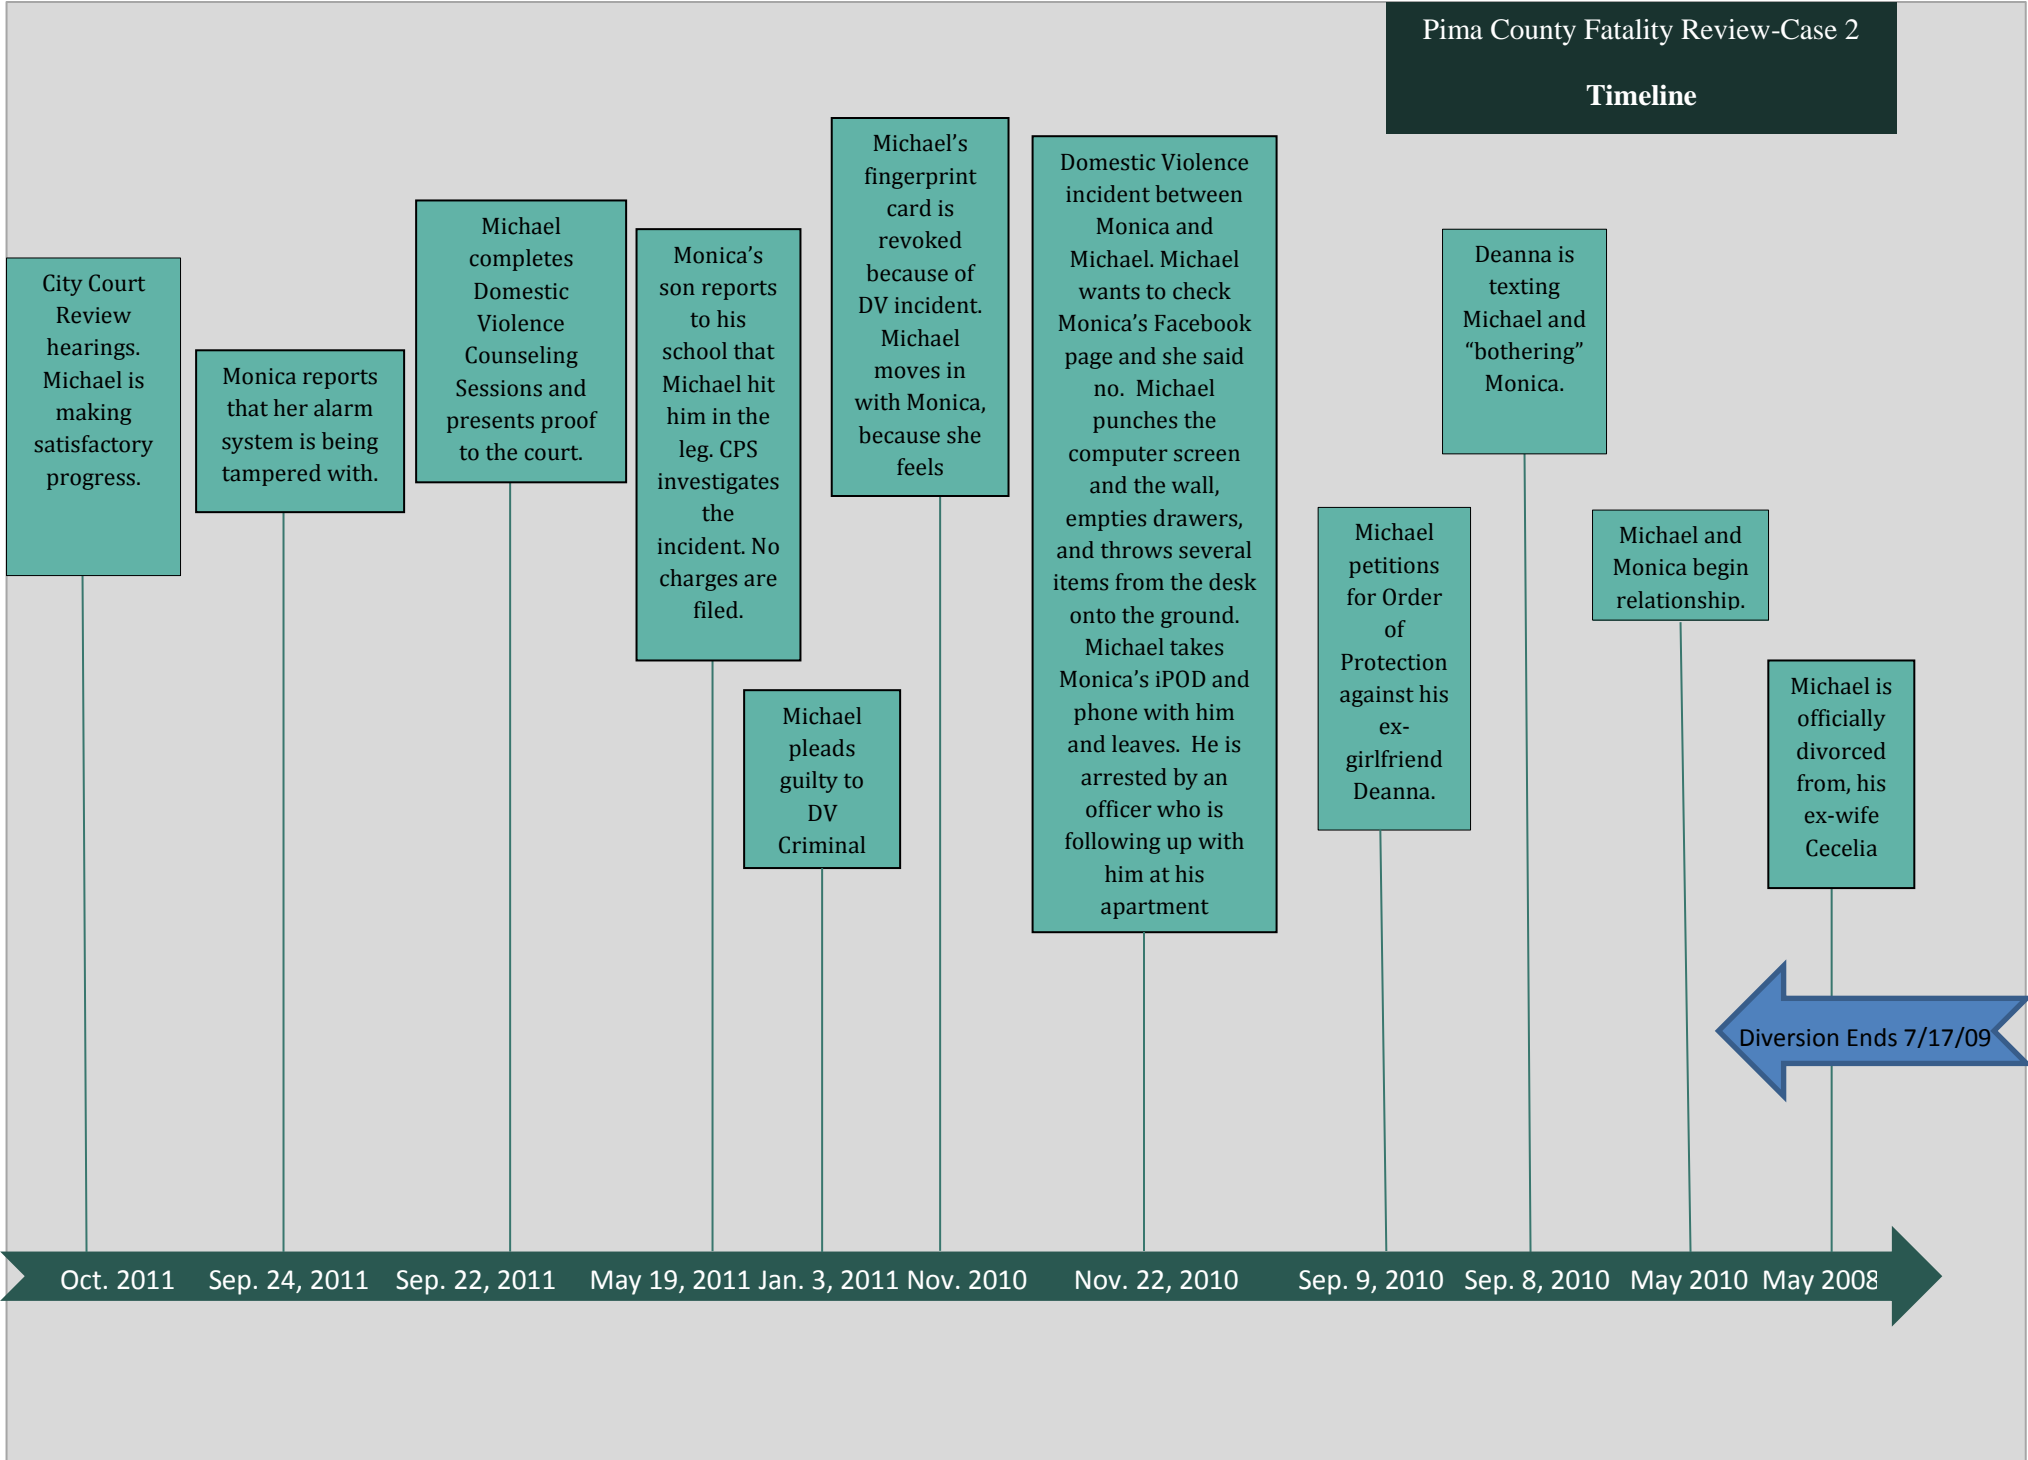 Pima County Fatality Review-Case 2
Timeline
City Court
Review
hearings.
Michael is
making
satisfactory
progress.
Monica reports
that her alarm
system is being
tampered with.
Michael
completes
Domestic
Violence
Counseling
Sessions and
presents proof
to the court.
Monica’s
son reports
to his
school that
Michael hit
him in the
leg. CPS
investigates
the
incident. No
charges are
filed.
Michael
pleads
guilty to
DV
Criminal
Michael’s
fingerprint
card is
revoked
because of
DV incident.
Michael
moves in
with Monica,
because she
feels
Domestic Violence
incident between
Monica and
Michael. Michael
wants to check
Monica’s Facebook
page and she said
no.  Michael
punches the
computer screen
and the wall,
empties drawers,
and throws several
items from the desk
onto the ground.
Michael takes
Monica’s iPOD and
phone with him
and leaves.  He is
arrested by an
officer who is
following up with
him at his
apartment
Michael
petitions
for Order
of
Protection
against his
ex-
girlfriend
Deanna.
Deanna is
texting
Michael and
“bothering”
Monica.
Michael and
Monica begin
relationship.
Michael is
officially
divorced
from, his
ex-wife
Cecelia
Diversion Ends 7/17/09
Oct. 2011
Sep. 24, 2011
Sep. 22, 2011
May 19, 2011
Jan. 3, 2011
Nov. 2010
Nov. 22, 2010
Sep. 9, 2010
Sep. 8, 2010
May 2010
May 2008